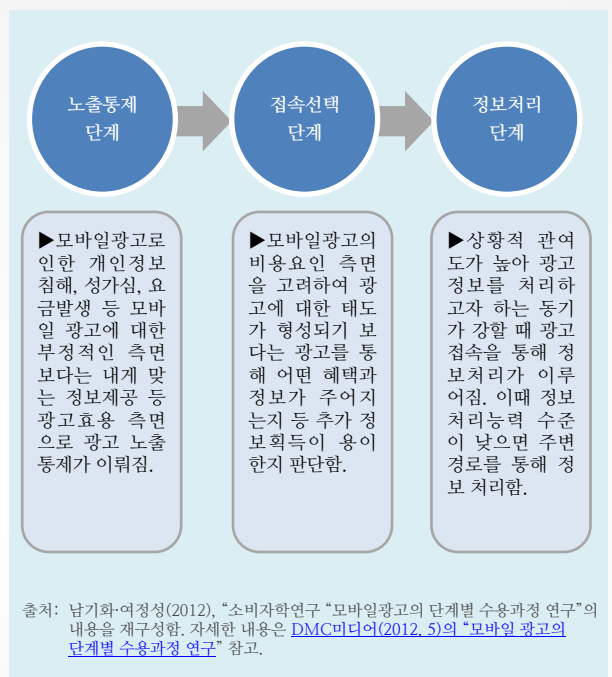 노출통제
단계
접속선택
단계
정보처리
단계
▶모바일광고로
인한 개인정보
침해, 성가심, 요
금발생 등 모바
일 광고에 대한
부정적인 측면
보다는 내게 맞
는 정보제공 등
광고효용 측면
으로 광고 노출
통제가 이뤄짐.
▶모바일광고의
비용요인 측면
을 고려하여 광
고에 대한 태도
가 형성되기 보
다는 광고를 통
해 어떤 혜택과
정보가 주어지
는지 등 추가 정
보획득이 용이
한지 판단함.
▶상황적 관여
도가 높아 광고
정보를 처리하
고자 하는 동기
가 강할 때 광고
접속을 통해 정
보처리가 이루
어짐. 이때 정보
처리능력 수준
이 낮으면 주변
경로를 통해 정
보 처리함.
출처: 남기화·여정성(2012), “소비자학연구 “모바일광고의 단계별 수용과정 연구”의
내용을 재구성함. 자세한 내용은 DMC미디어(2012. 5)의 “모바일 광고의
단계별 수용과정 연구” 참고.